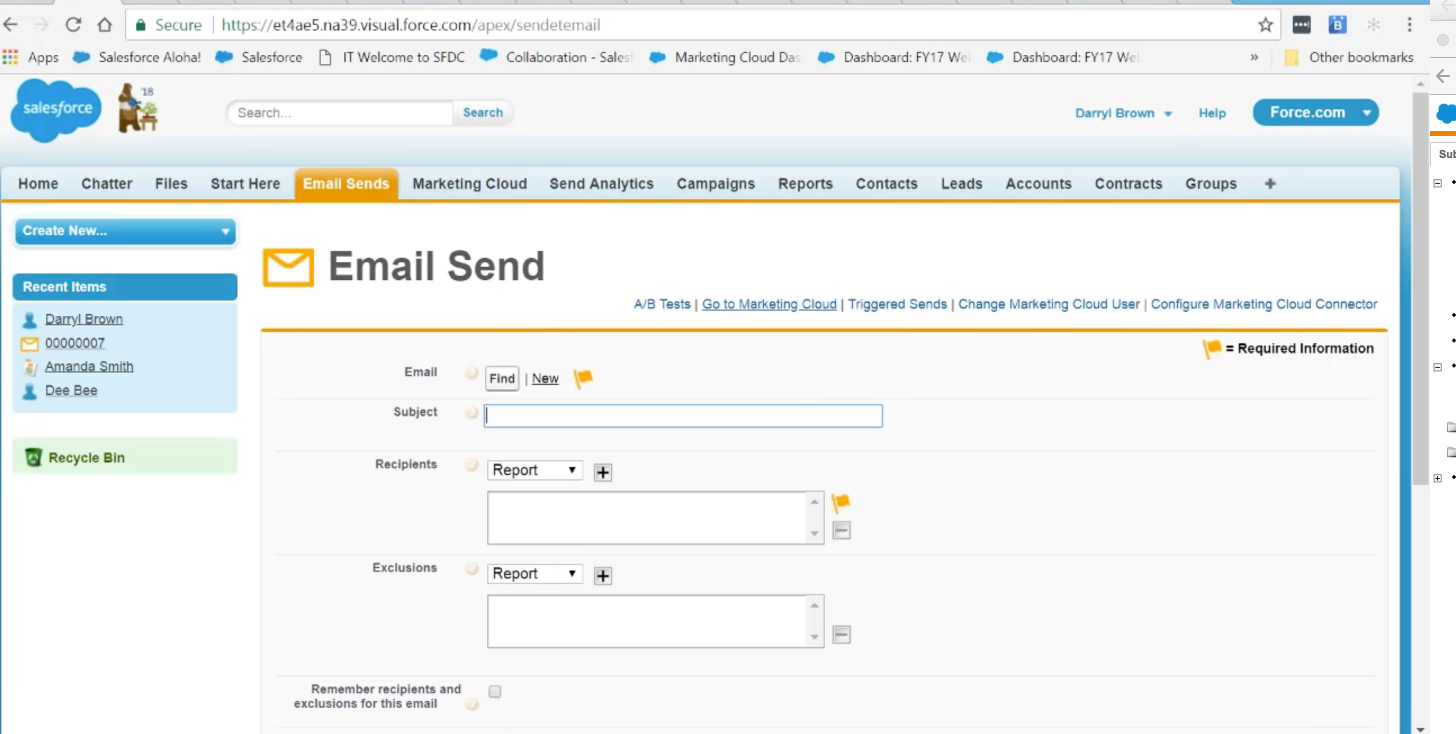 Secure https://et4ae5.na39.visual.force.com/apex/sendetemail
Apps Salesforce Aloha! Salesforce IT Welcome to SFDC Collaboration - Sales Marketing Cloud Das Dashboard: FY17 Wel Dashboard: FY17 Wel » Other bookmarks
salesforce '18 Search... Search Darryl Brown Help Force.com
Home Chatter Files Start Here Email Sends Marketing Cloud Send Analytics Campaigns Reports Contacts Leads Accounts Contracts Groups +
Create New...
Recent Items
Darryl Brown
00000007
Amanda Smith
Dee Bee
Recycle Bin
Email Send
A/B Tests | Go to Marketing Cloud | Triggered Sends | Change Marketing Cloud User | Configure Marketing Cloud Connector
= Required Information
Email Find | New
Subject
Recipients Report
Exclusions Report
Remember recipients and
exclusions for this email
Sub